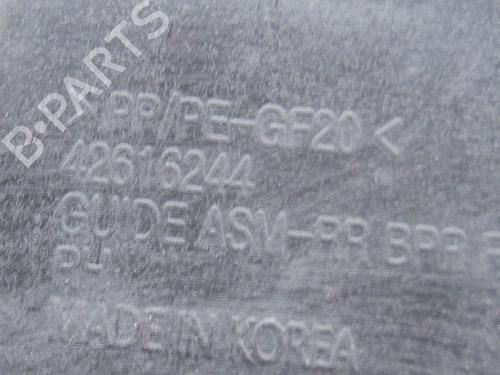 B-PARTS
PP/PE-GF20<
42616244
GUIDE ASM-RR BPR
MADE IN KOREA